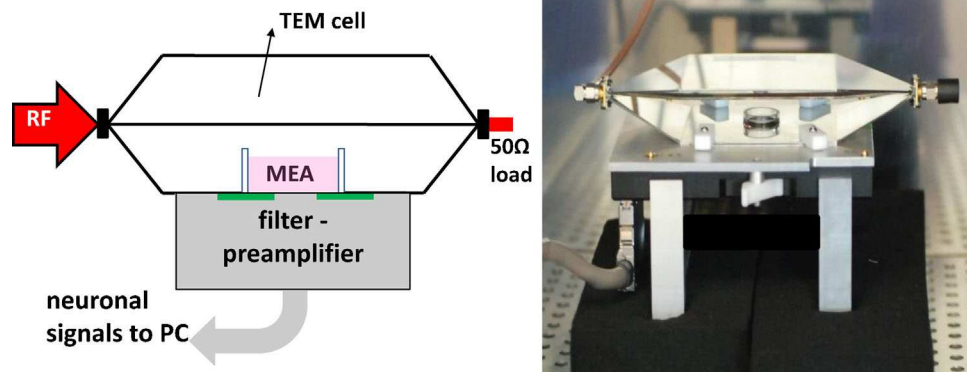 TEM cell
RF
50Ω
load
MEA
filter -
preamplifier
neuronal
signals to PC